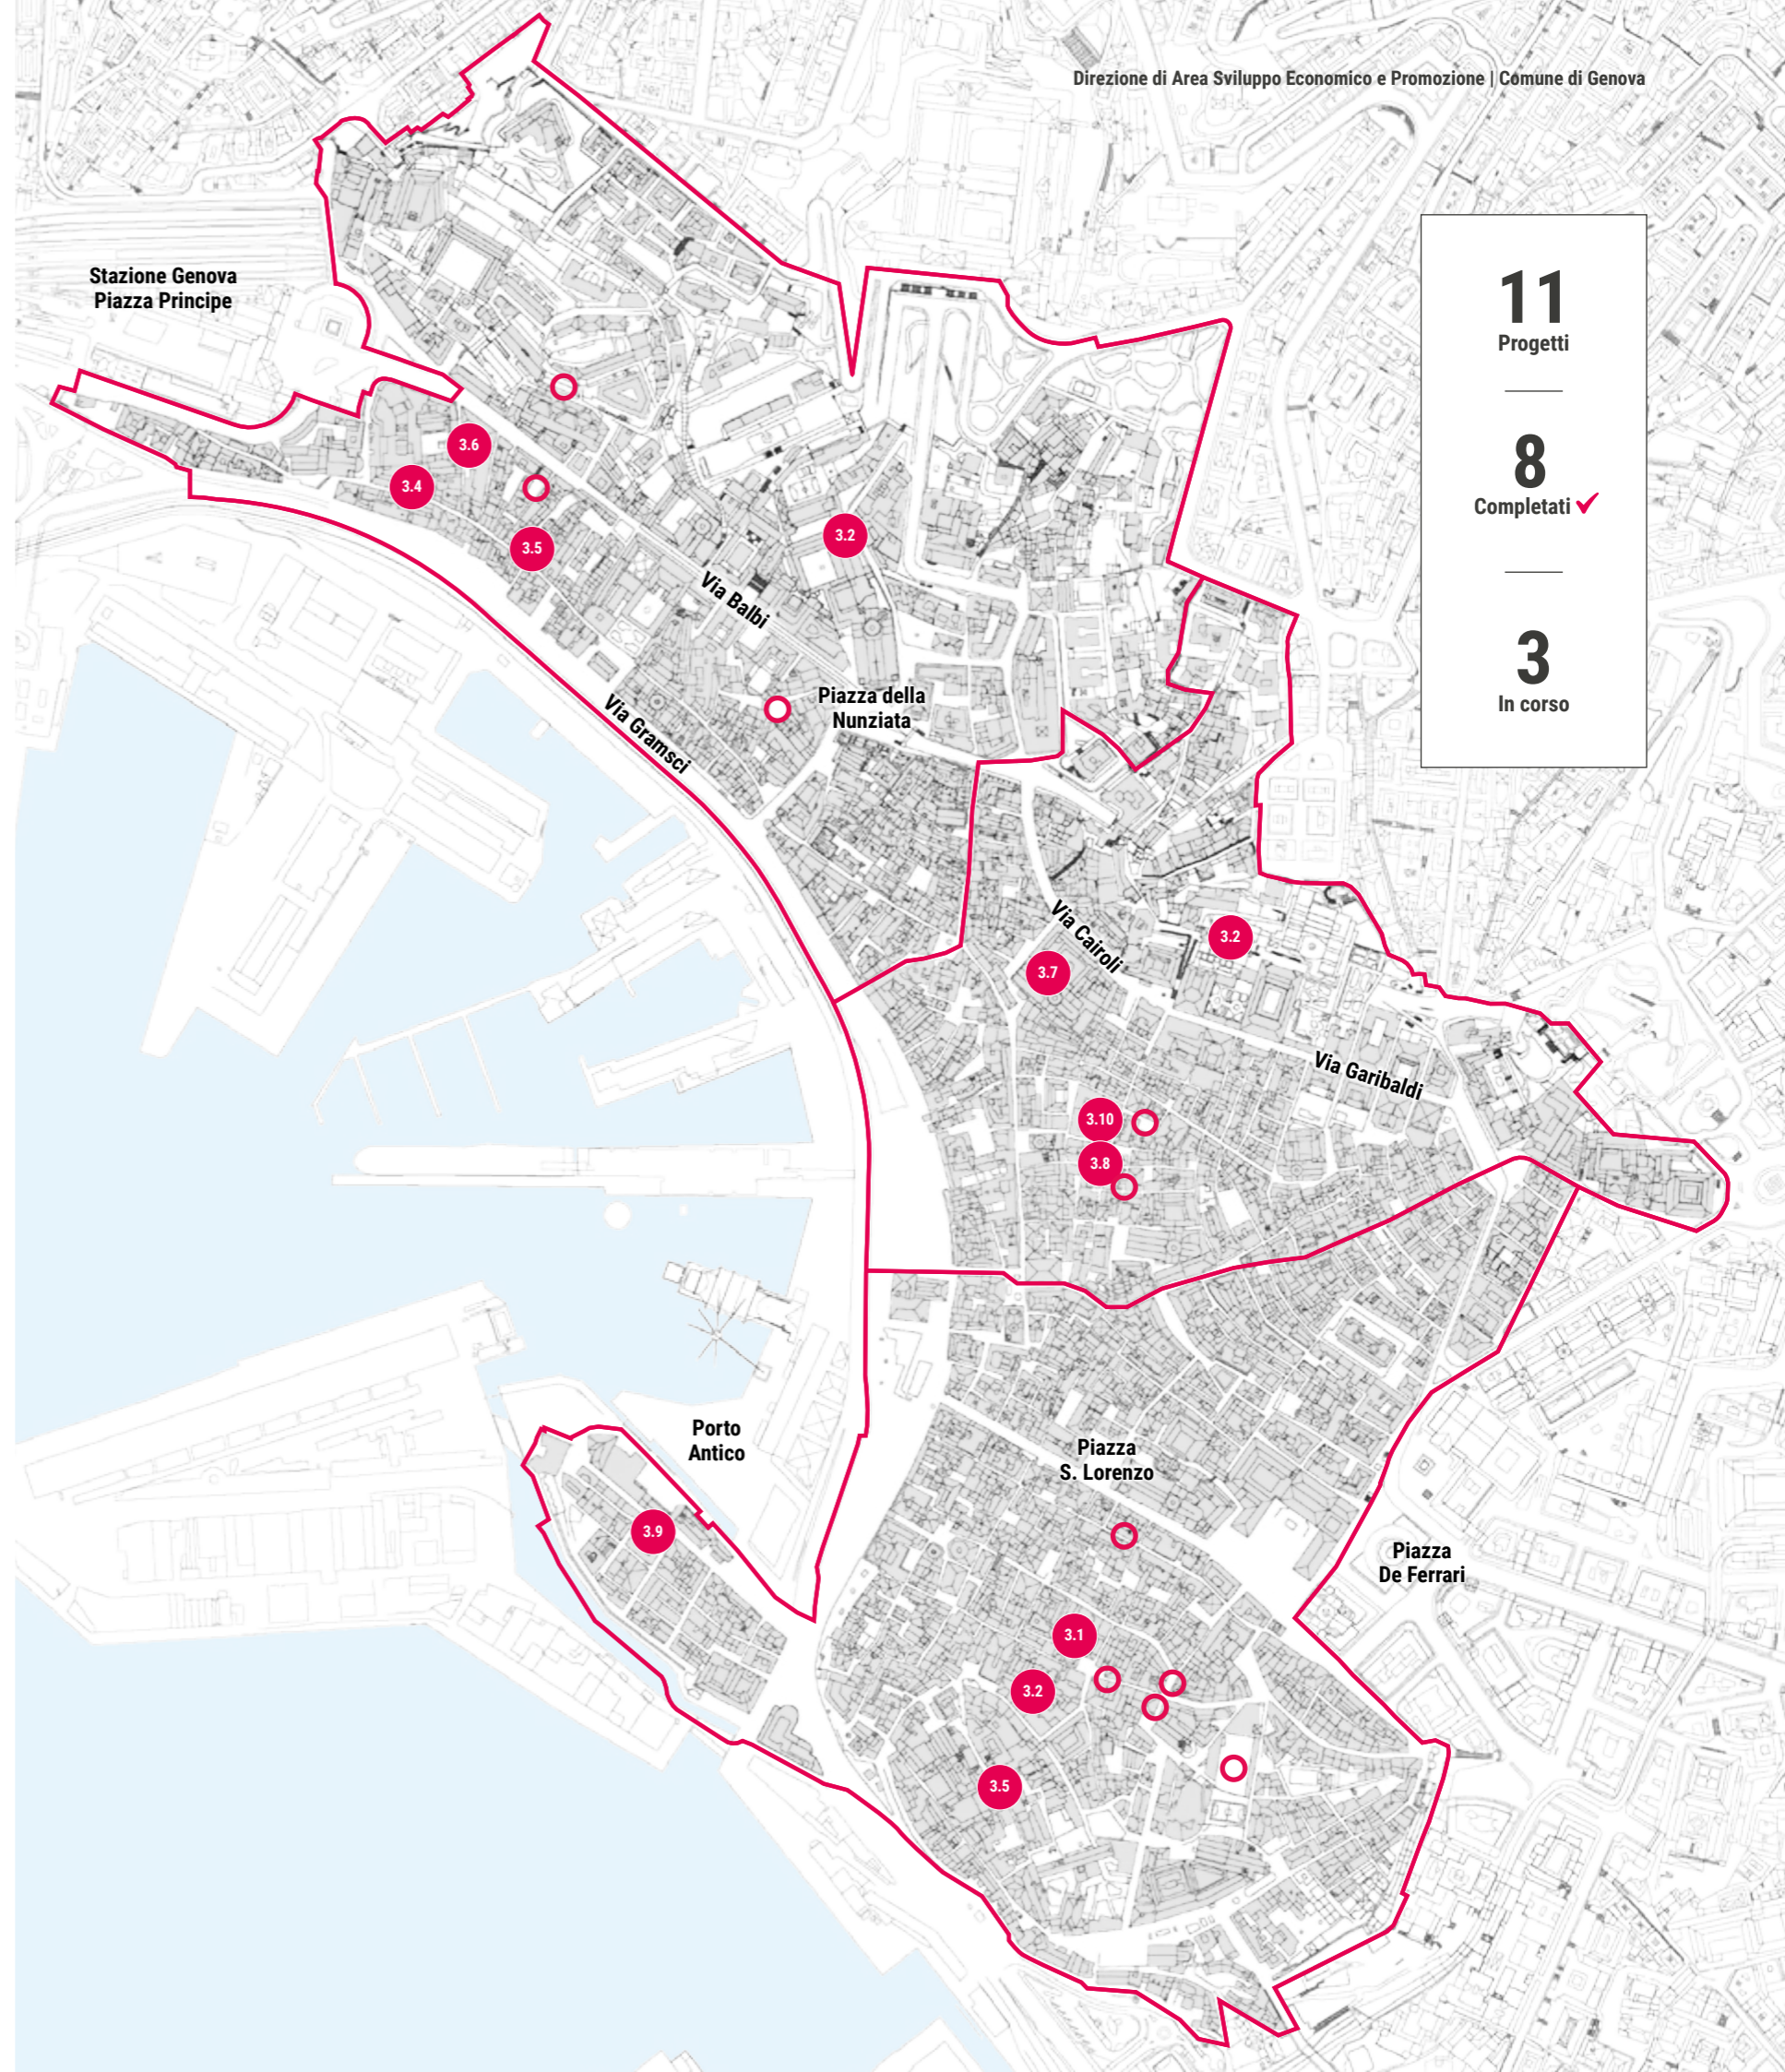 Direzione di Area Sviluppo Economico e Promozione | Comune di Genova
11
Progetti
8
Completati
3
In corso
Stazione Genova
Piazza Principe
3.6
3.4
3.5
3.2
Via Balbi
Piazza della
Nunziata
Via Gramsci
Via Cairoli
3.2
3.7
Via Garibaldi
3.10
3.8
Porto
Antico
Piazza
S. Lorenzo
3.9
Piazza
De Ferrari
3.1
3.2
3.5